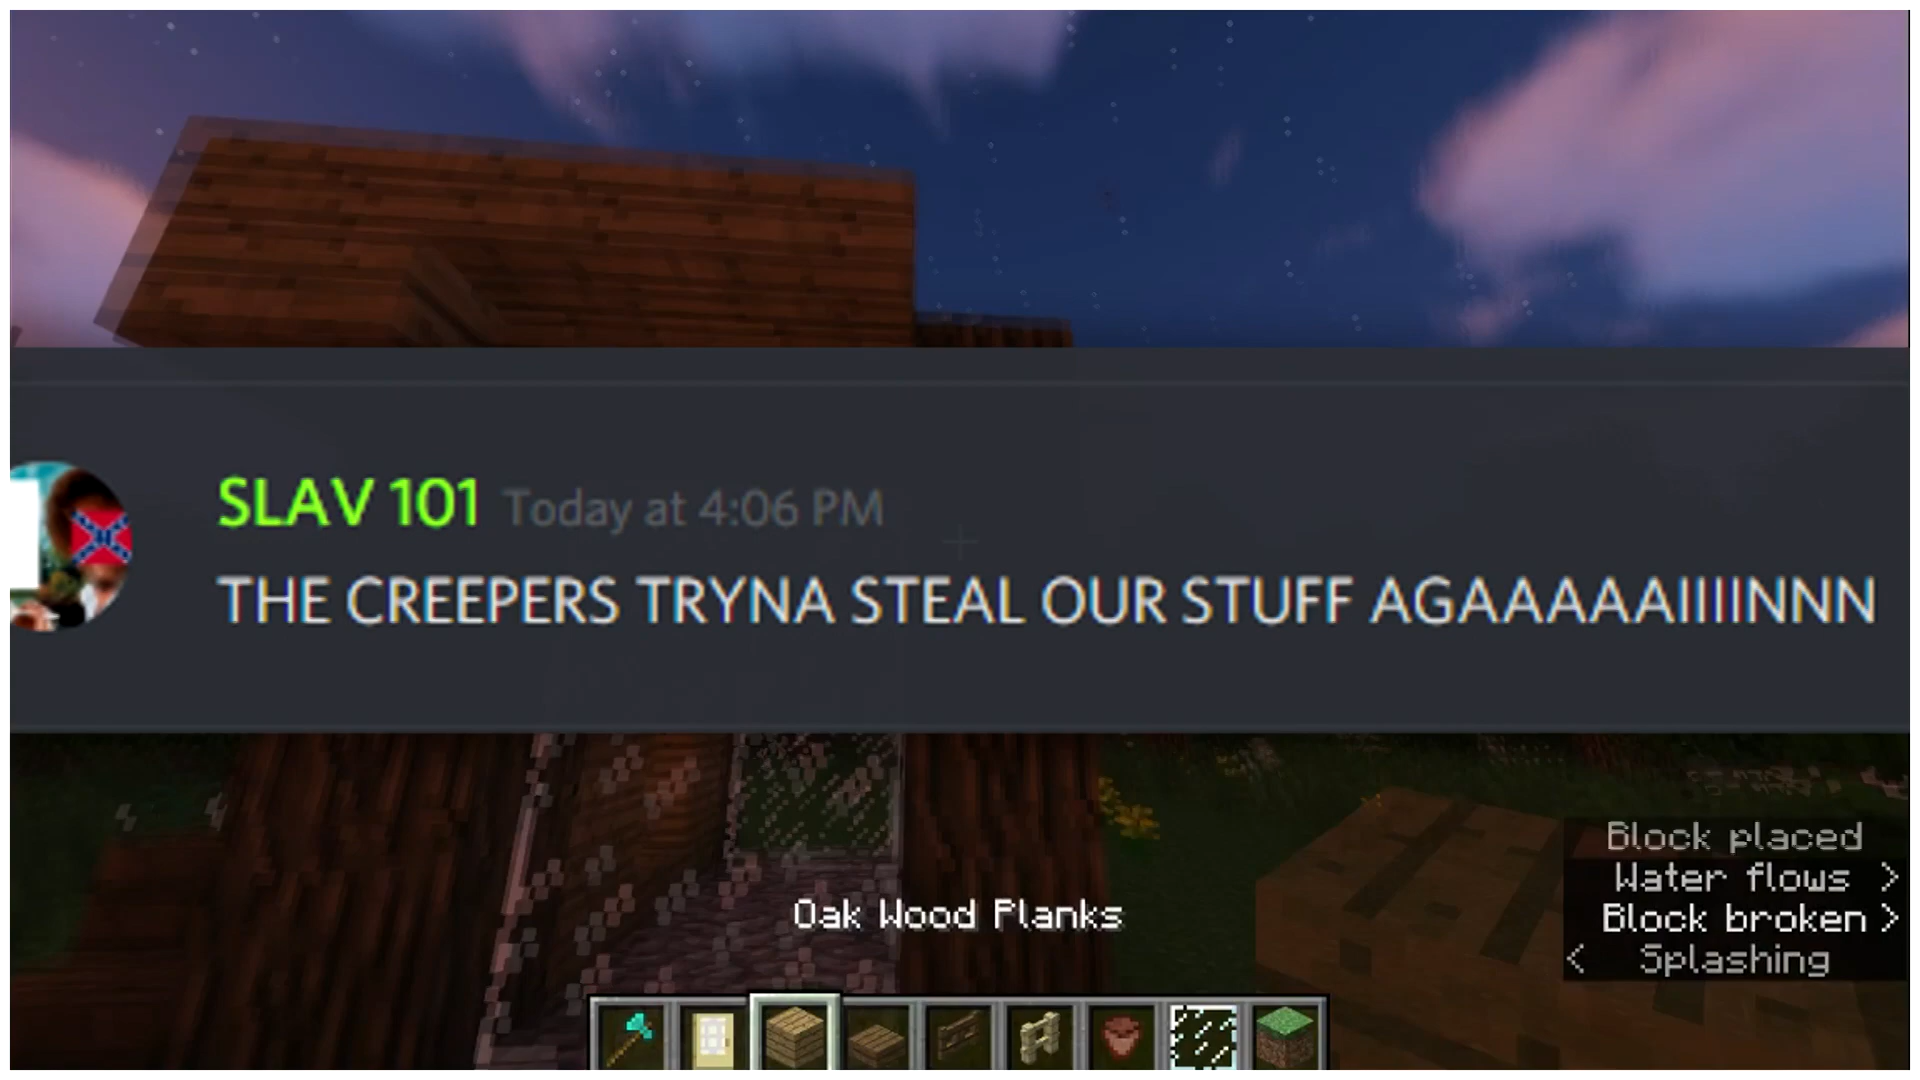 SLAV 101 Today at 4:06 PM
THE CREEPERS TRYNA STEAL OUR STUFF AGAAAAAIIIINNN
Block placed
Water flows >
Block broken >
Oak Wood Planks
< Splashing